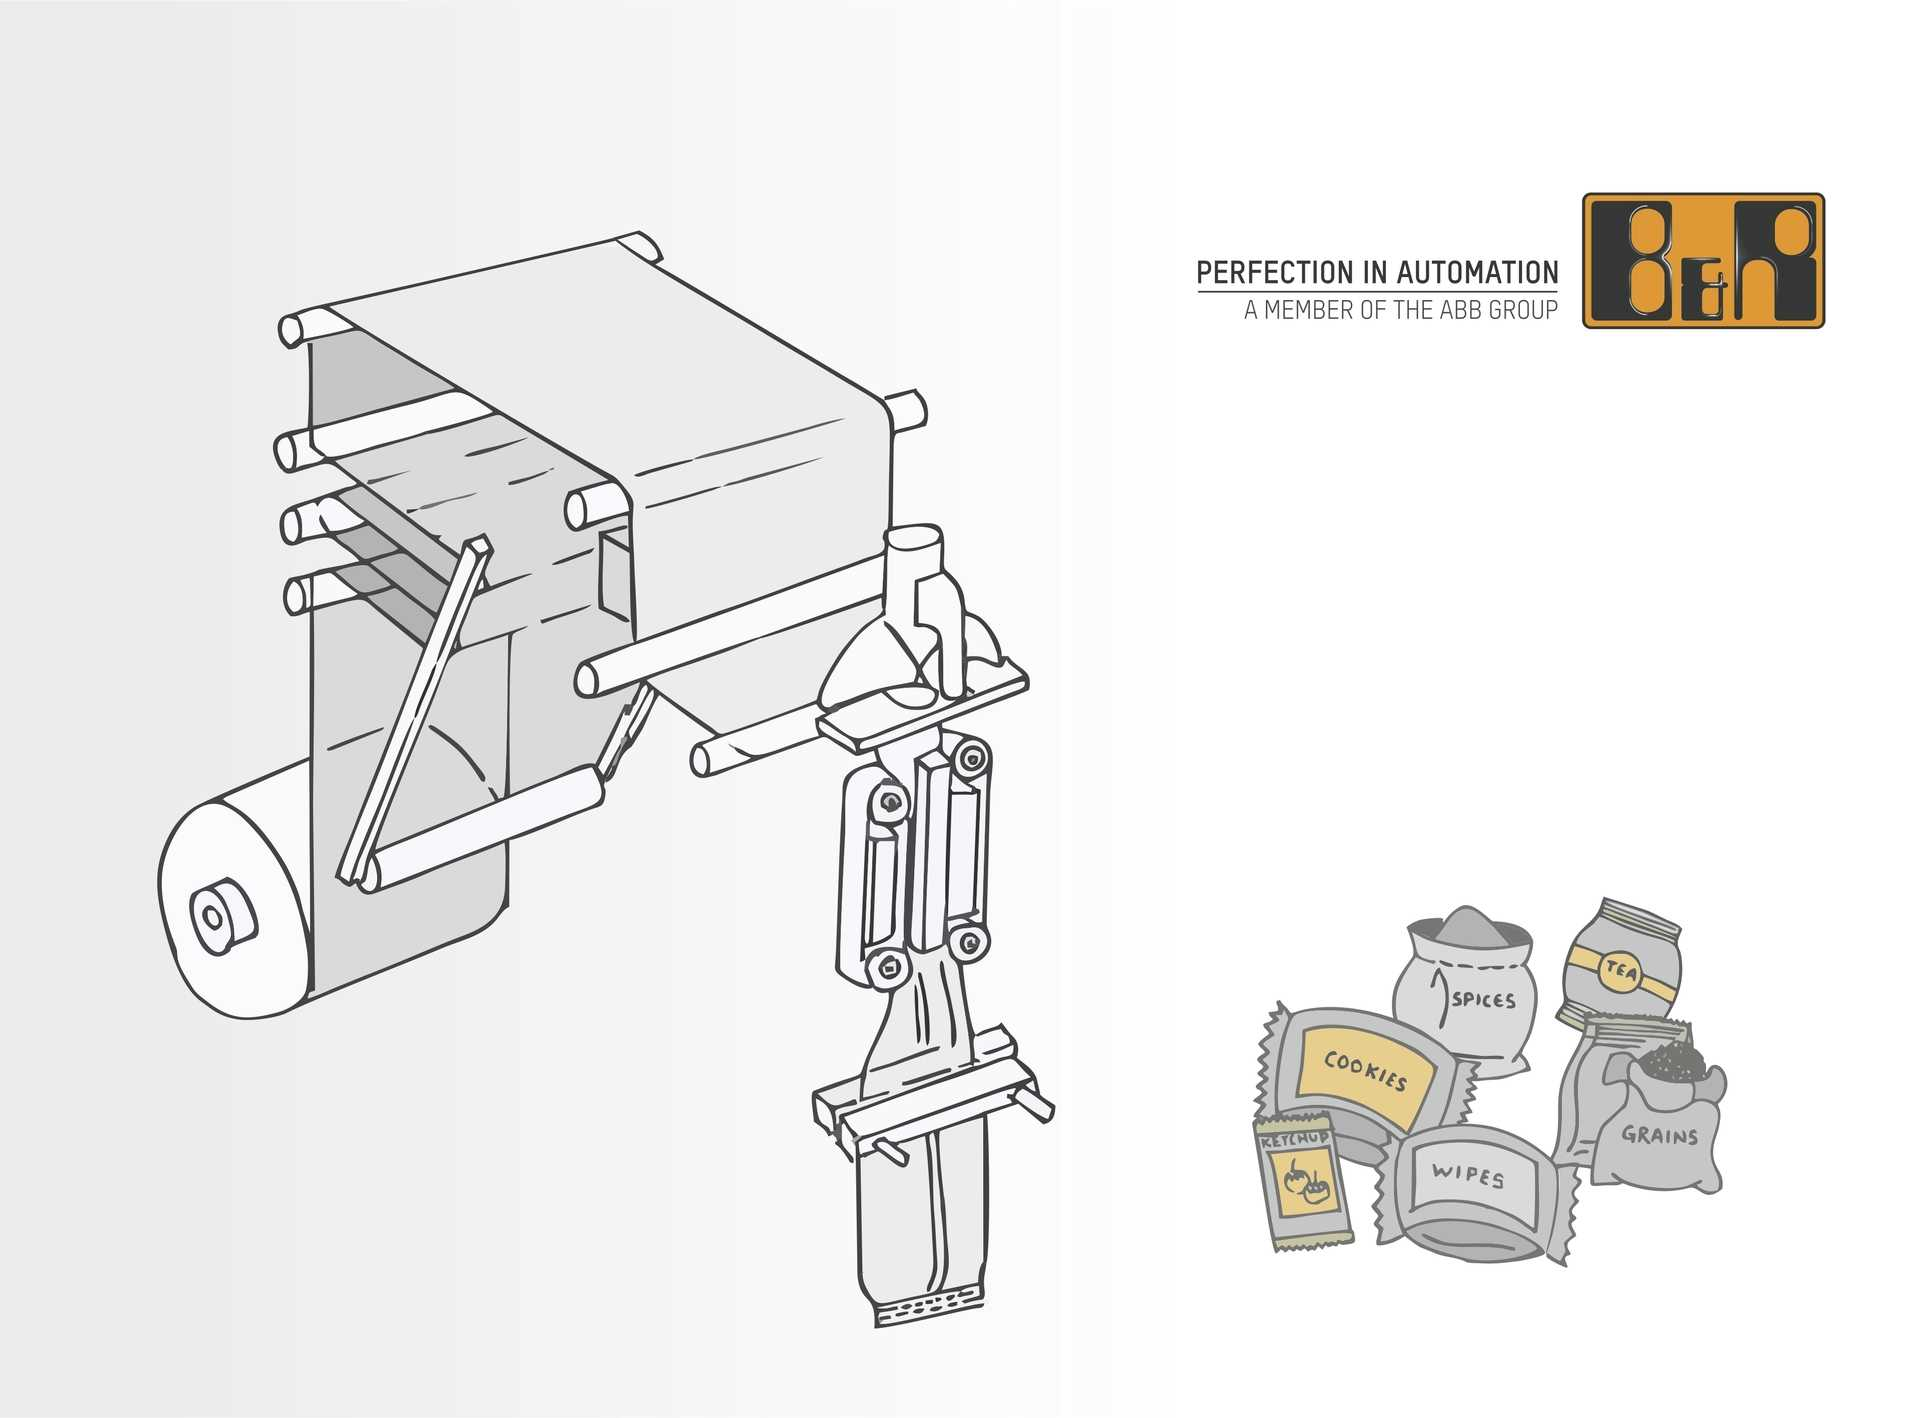 PERFECTION IN AUTOMATION
A MEMBER OF THE ABB GROUP
B&R
TEA
SPICES
COOKIES
KETCHUP
GRAINS
WIPES